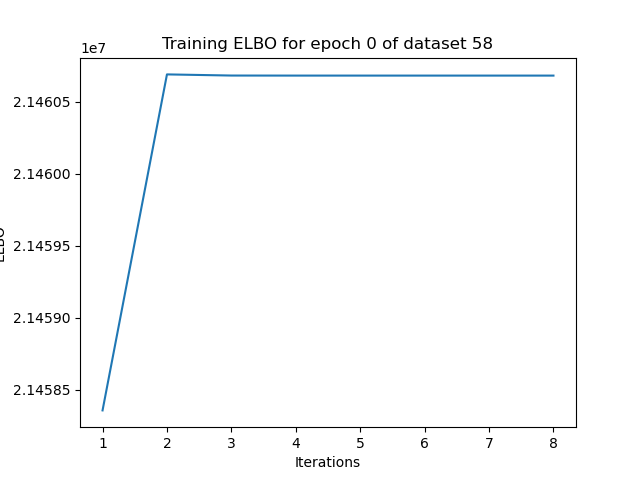 Training ELBO for epoch 0 of dataset 58
1e7
2.14605
2.14600
2.14595
2.14590
2.14585
ELBO
1 2 3 4 5 6 7 8
Iterations